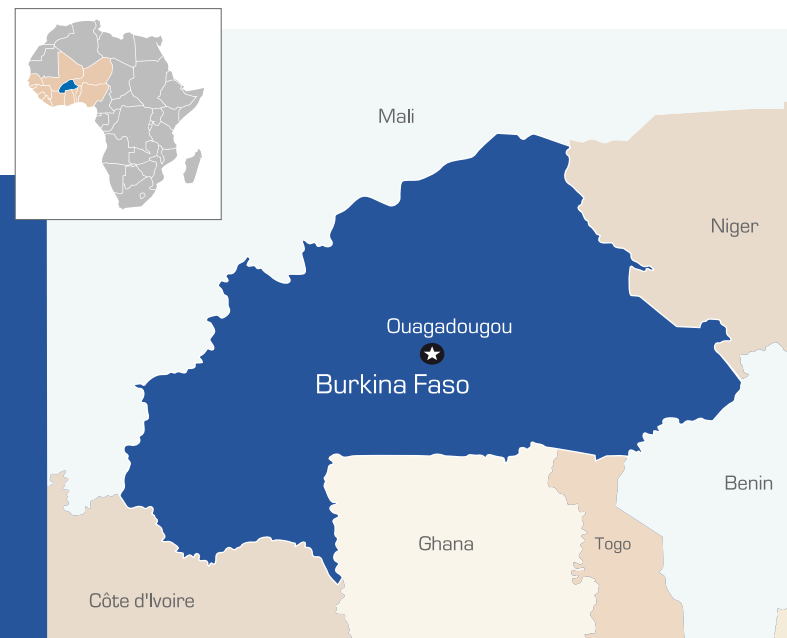 Mali
Niger
Ouagadougou
Burkina Faso
Benin
Ghana
Togo
Côte d'Ivoire